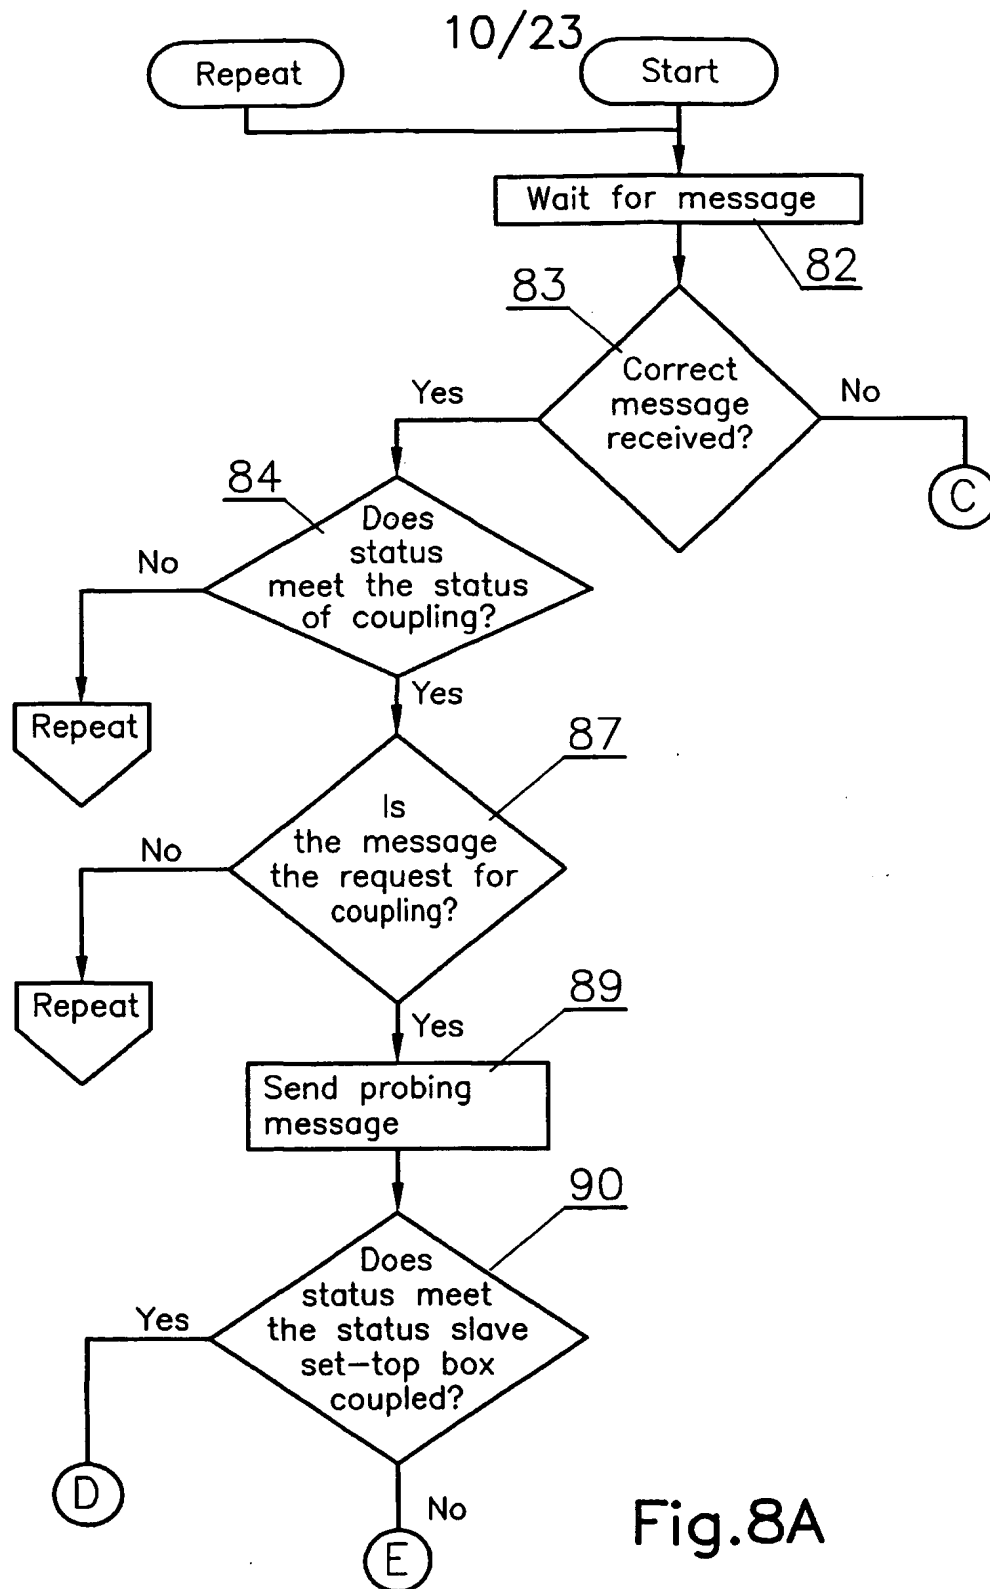 10/23
Repeat
Start
Wait for message
82
83
Correct
message
received?
Yes
No
C
84
Does
status
meet the status
of coupling?
No
Yes
Repeat
87
Is
the message
the request for
coupling?
No
Yes
Repeat
89
Send probing
message
90
Does
status meet
the status slave
set-top box
coupled?
Yes
D
No
E
Fig.8A